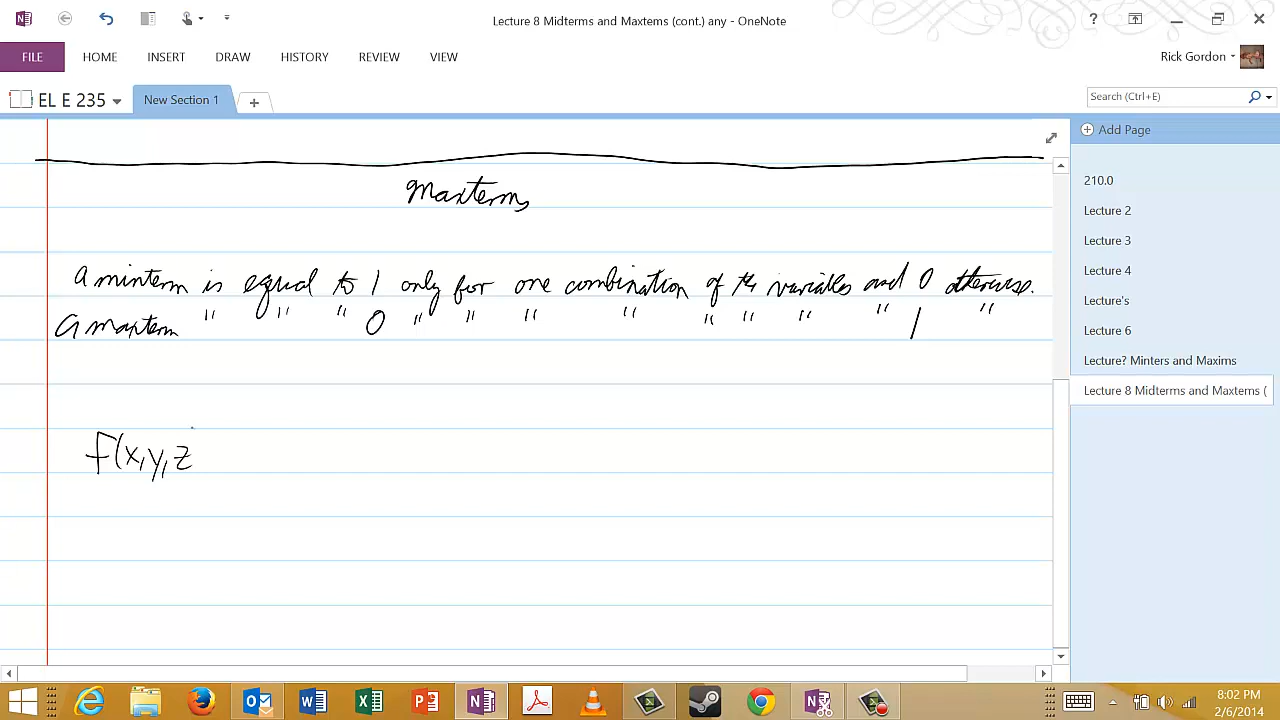 Lecture 8 Midterms and Maxtems (cont.) any - OneNote
?
FILE HOME INSERT DRAW HISTORY REVIEW VIEW
Rick Gordon
EL E 235
New Section 1
Search (Ctrl+E)
Add Page
210.0
Lecture 2
Lecture 3
Lecture 4
Lecture's
Lecture 6
Lecture? Minters and Maxims
Lecture 8 Midterms and Maxtems (
Maxterms
a minterm is equal to 1 only for one combination of the variables and 0 otherwise.
a maxterm " " " 0 " " " " " " " " 1 "
f(x,y,z
8:02 PM
2/6/2014